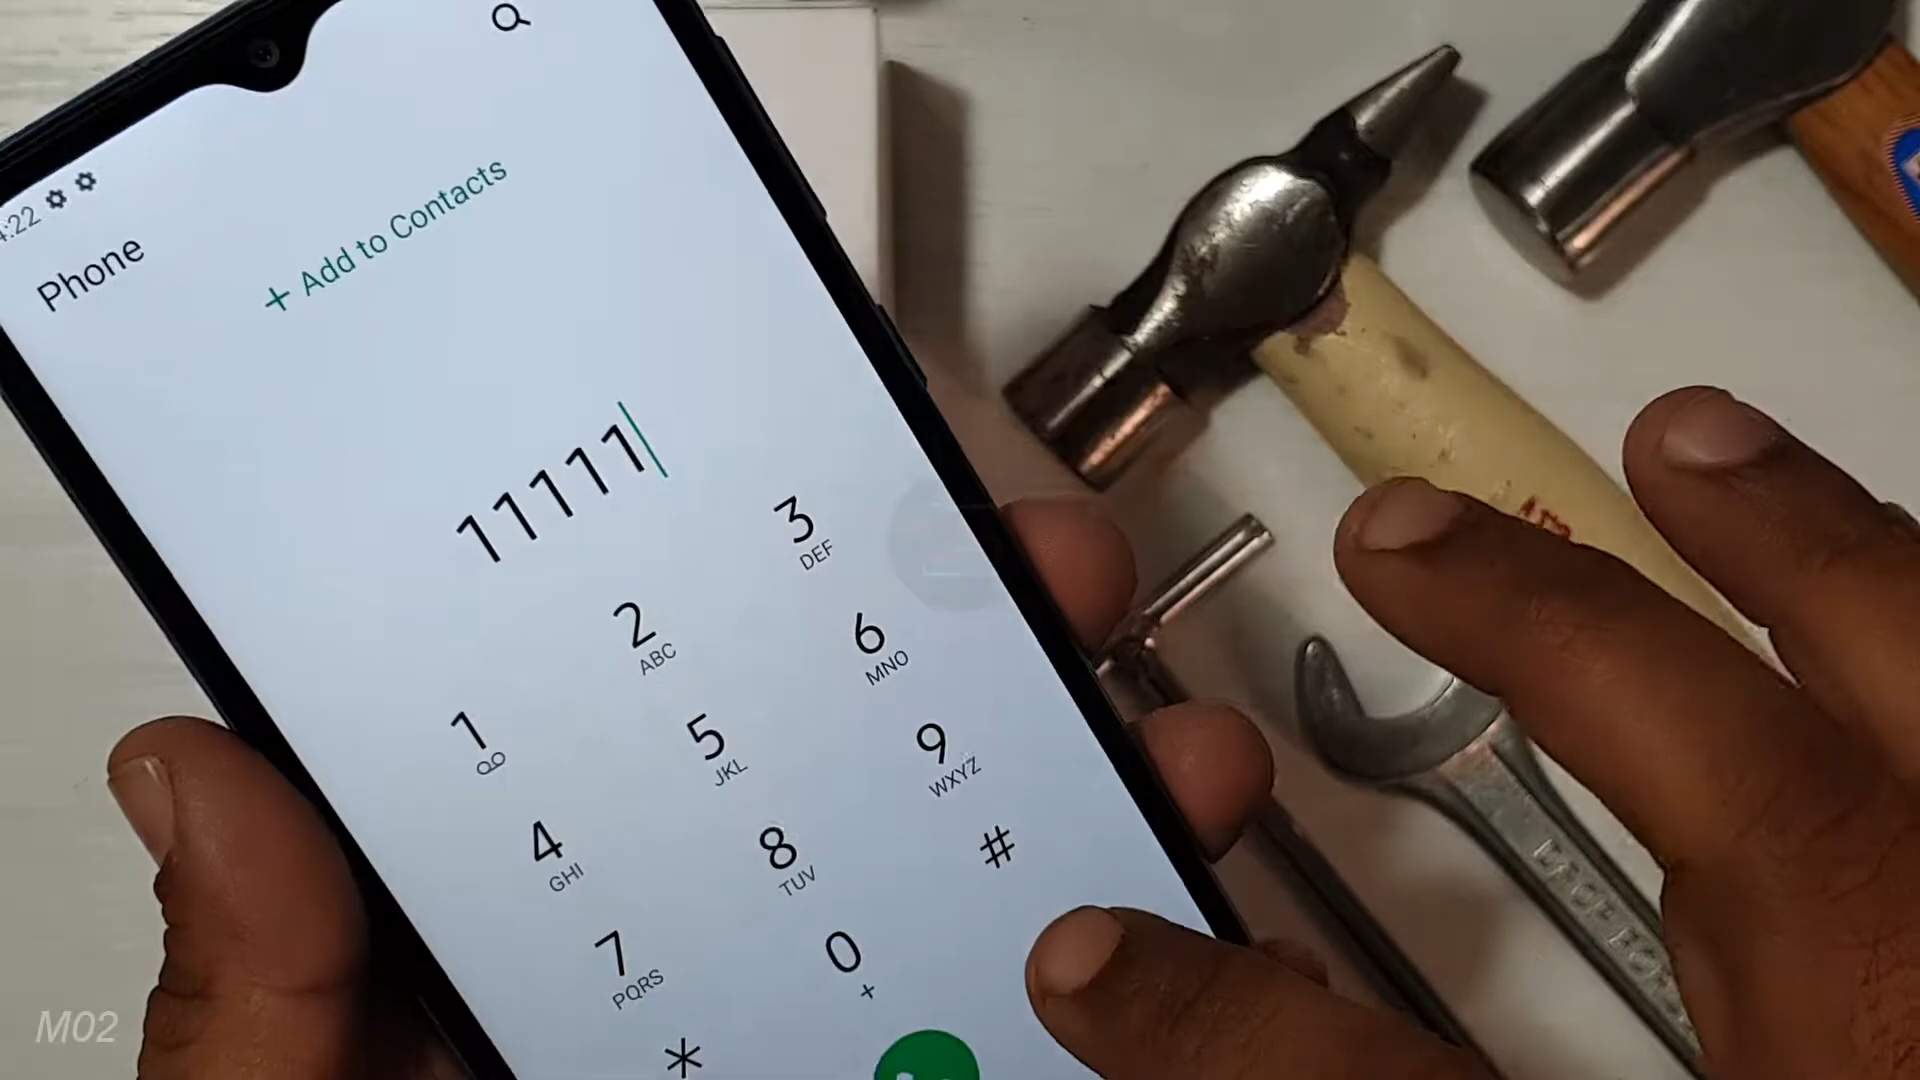 4:22
Phone
+ Add to Contacts
11111
1
2 ABC
3 DEF
4 GHI
5 JKL
6 MNO
7 PQRS
8 TUV
9 WXYZ
*
0 +
#
DROP
M02